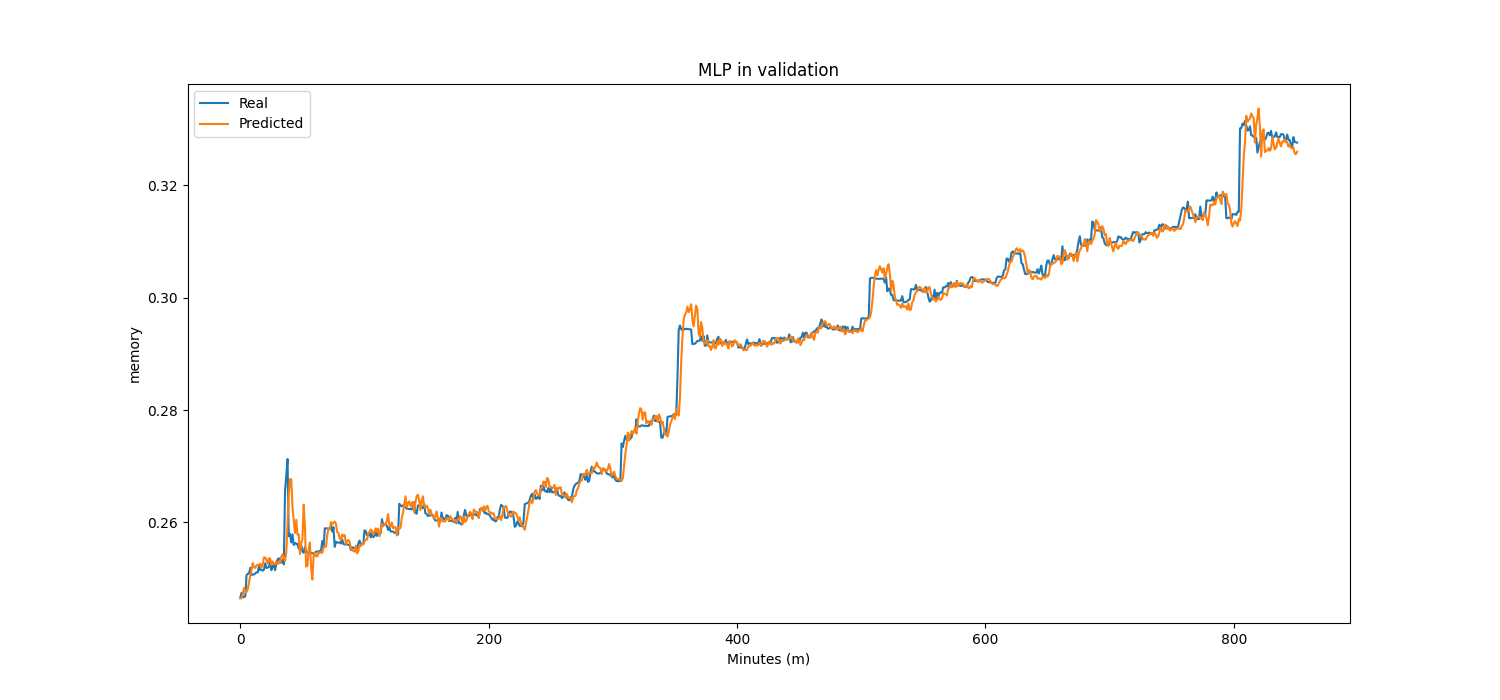 MLP in validation
Real
Predicted
memory
0.32
0.30
0.28
0.26
0 200 400 600 800
Minutes (m)